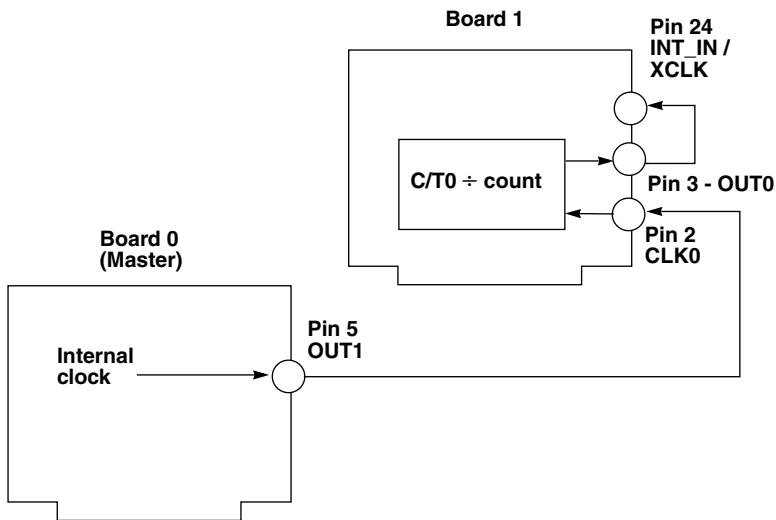 Board 1
Pin 24
INT_IN /
XCLK
C/T0 ÷ count
Pin 3 - OUT0
Pin 2
CLK0
Board 0
(Master)
Pin 5
OUT1
Internal
clock